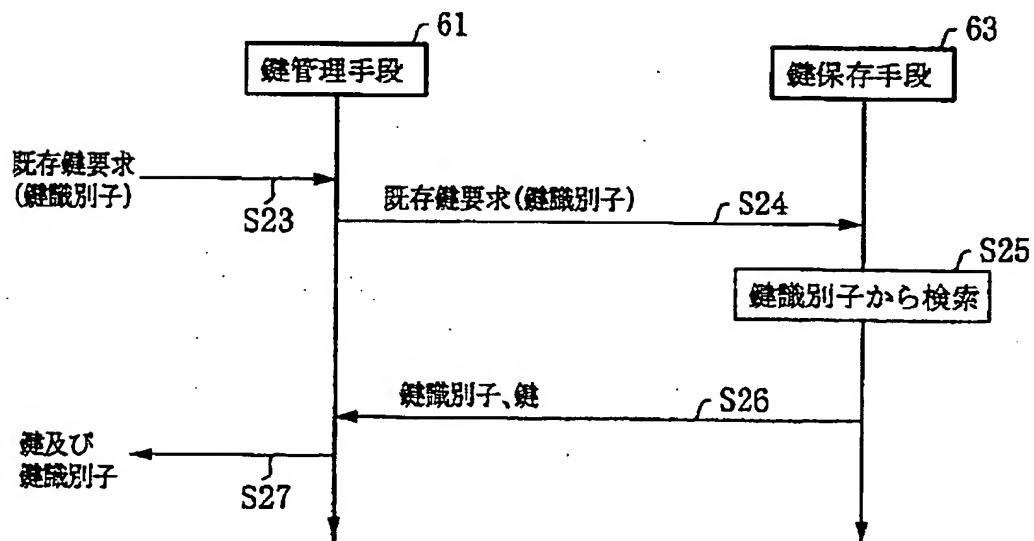 61
63
鍵管理手段
鍵保存手段
既存鍵要求
(鍵識別子)
S23
既存鍵要求(鍵識別子)
S24
S25
鍵識別子から検索
鍵識別子、鍵
S26
鍵及び
鍵識別子
S27